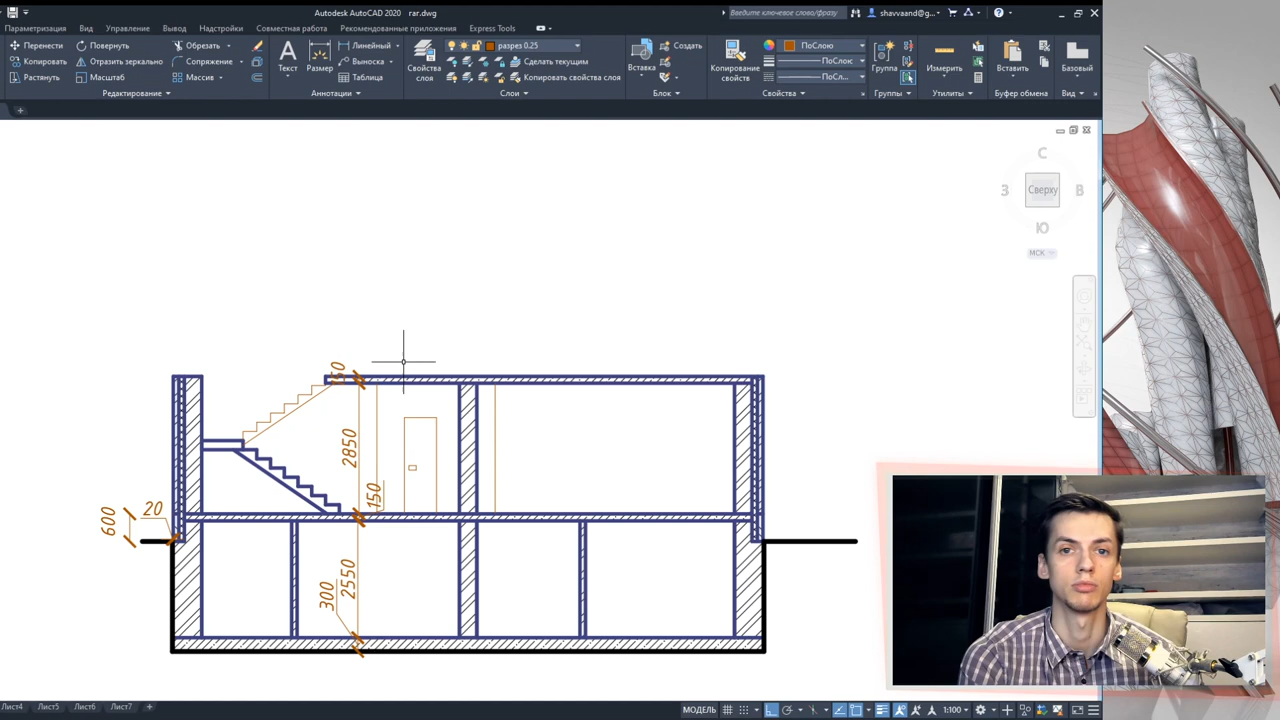 Autodesk AutoCAD 2020 rar.dwg
Введите ключевое слово/фразу
shavvaand@g...
Параметризация Вид Управление Вывод Надстройки Совместная работа Рекомендованные приложения Express Tools
Перенести Повернуть Обрезать
Копировать Отразить зеркально Сопряжение
Растянуть Масштаб Массив
Редактирование
Текст
Размер
Линейный
Выноска
Таблица
Аннотации
Свойства слоя
разрез 0.25
Сделать текущим
Копировать свойства слоя
Слои
Вставка
Создать
Блок
Копирование свойств
ПоСлою
ПоСлою
ПоСл...
Свойства
Группа
Группы
Измерить
Утилиты
Вставить
Буфер обмена
Базовый
Вид
С
З Сверху В
Ю
МСК
150
2850
150
20
600
2550
300
Лист4 Лист5 Лист6 Лист7
МОДЕЛЬ 1:100